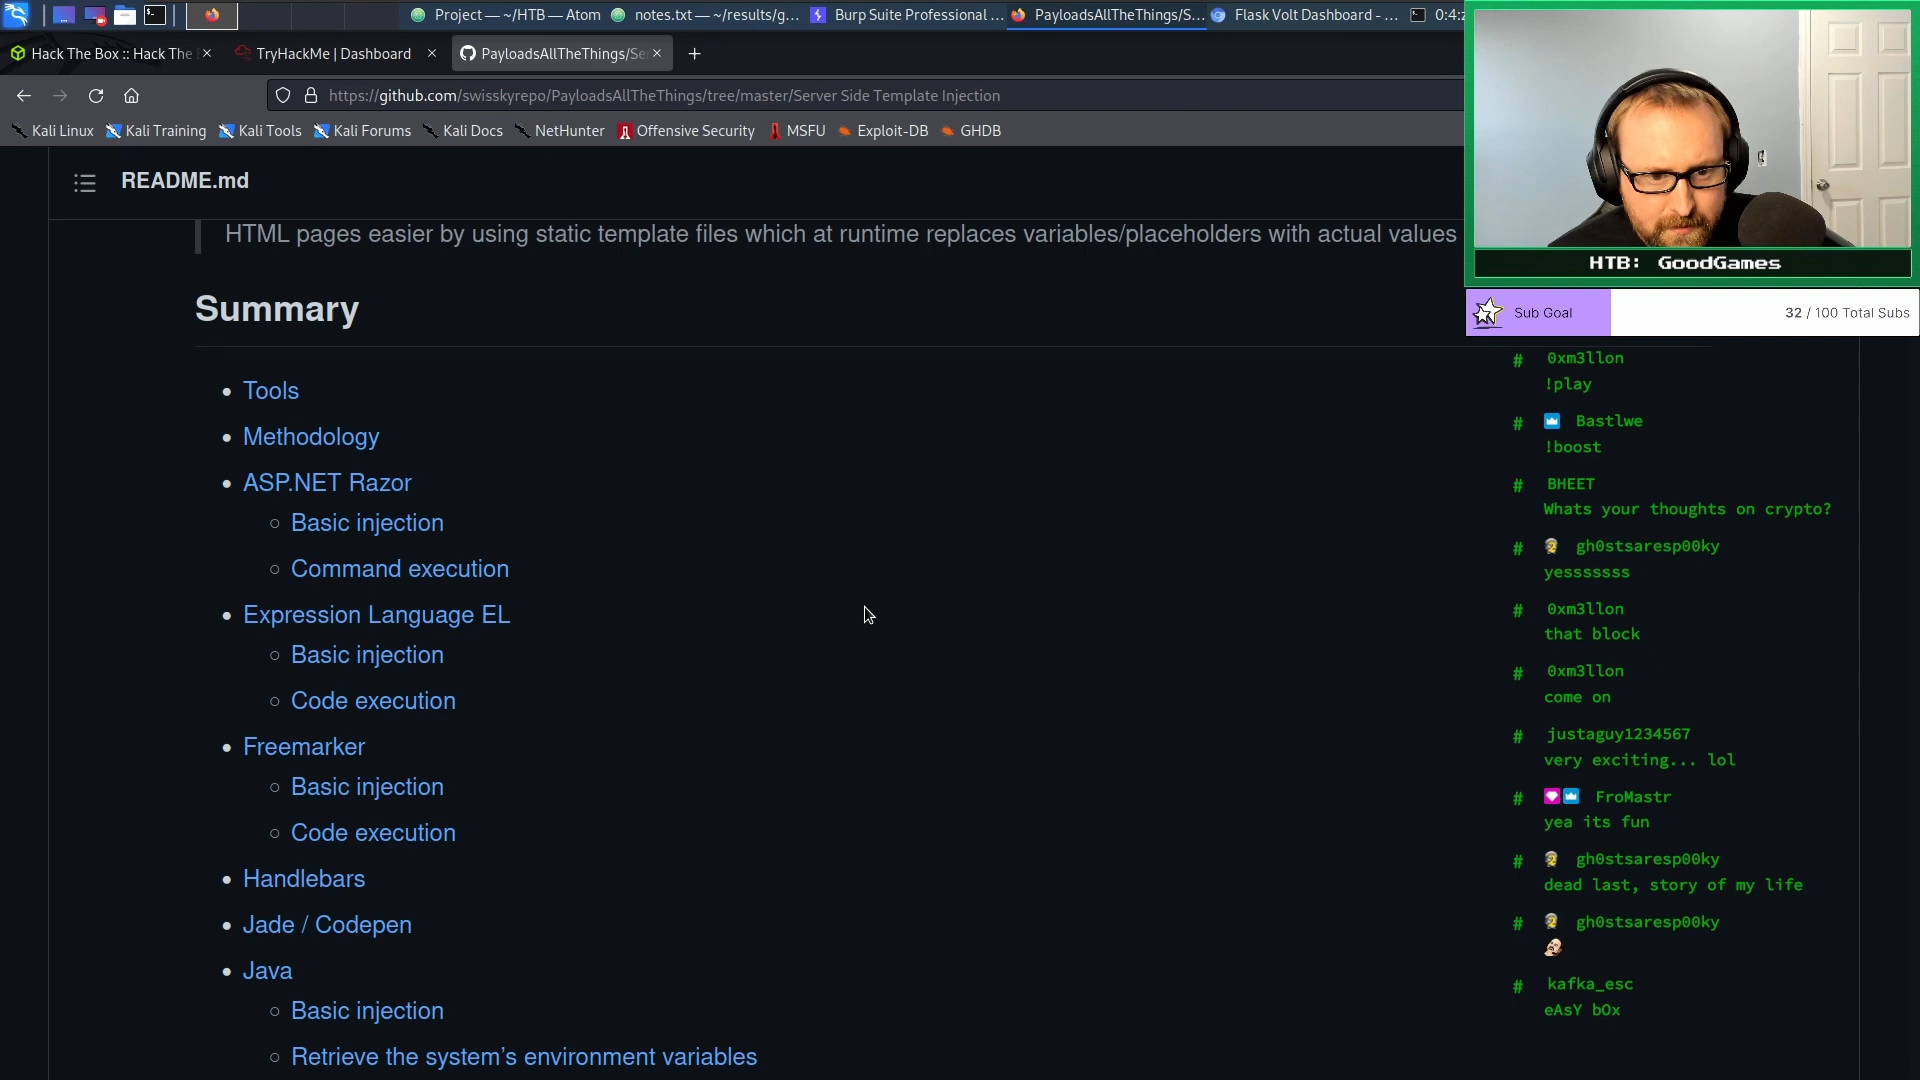 Project — ~/HTB — Atom
notes.txt — ~/results/g...
Burp Suite Professional ...
PayloadsAllTheThings/S...
Flask Volt Dashboard - ...
0:4:z
Hack The Box :: Hack The
TryHackMe | Dashboard
PayloadsAllTheThings/Se
https://github.com/swisskyrepo/PayloadsAllTheThings/tree/master/Server Side Template Injection
Kali Linux
Kali Training
Kali Tools
Kali Forums
Kali Docs
NetHunter
Offensive Security
MSFU
Exploit-DB
GHDB
README.md
HTML pages easier by using static template files which at runtime replaces variables/placeholders with actual values
Summary
Tools
Methodology
ASP.NET Razor
Basic injection
Command execution
Expression Language EL
Basic injection
Code execution
Freemarker
Basic injection
Code execution
Handlebars
Jade / Codepen
Java
Basic injection
Retrieve the system’s environment variables
HTB: GoodGames
Sub Goal
32 / 100 Total Subs
# 0xm3llon
!play
# Bastlwe
!boost
# BHEET
Whats your thoughts on crypto?
# gh0stsaresp00ky
yesssssss
# 0xm3llon
that block
# 0xm3llon
come on
# justaguy1234567
very exciting... lol
# FroMastr
yea its fun
# gh0stsaresp00ky
dead last, story of my life
# gh0stsaresp00ky
# kafka_esc
eAsY bOx